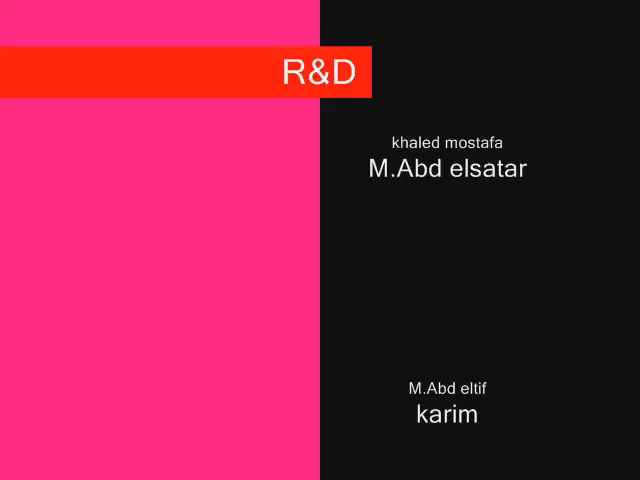 R&D
khaled mostafa
M.Abd elsatar
M.Abd eltif
karim